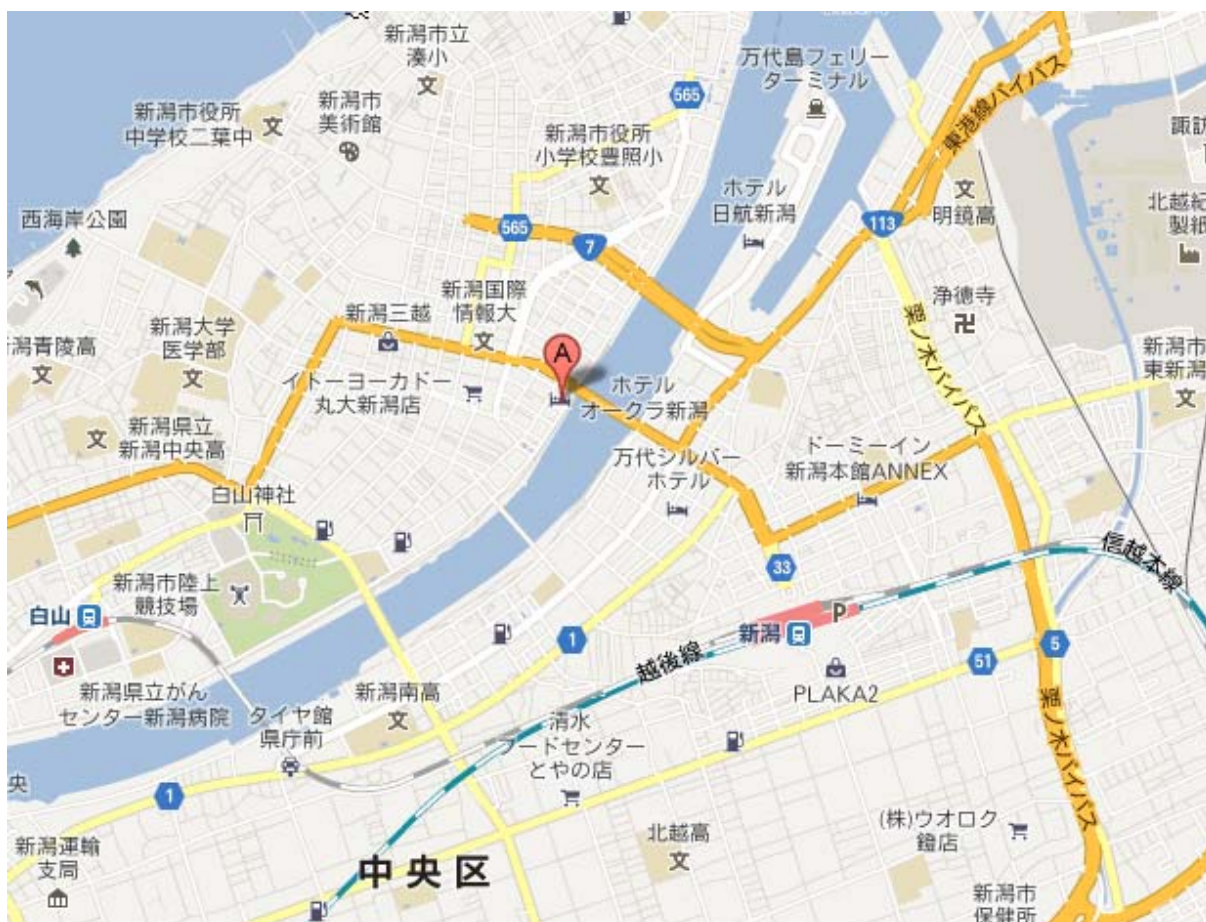 新潟市立
湊小
565
万代島フェリー
ターミナル
東港線バイパス
新潟市役所
中学校二葉中
新潟市
美術館
新潟市役所
小学校豊照小
ホテル
日航新潟
明鏡高
北越紀
製紙
西海岸公園
565
7
113
新潟国際
情報大
新潟三越
新潟大学
医学部
潟青陵高
浄徳寺
栗ノ木バイパス
新潟市
東新潟
A
イトーヨーカドー
丸大新潟店
ホテル
オークラ新潟
新潟県立
新潟中央高
万代シルバー
ホテル
ドーミーイン
新潟本館ANNEX
白山神社
信越本線
33
新潟市陸上
競技場
白山
新潟
P
1
越後線
51
5
PLAKA2
新潟県立がん
センター新潟病院
新潟南高
タイヤ館
県庁前
清水
フードセンター
とやの店
栗ノ木バイパス
央
1
北越高
(株)ウオロク
鐙店
新潟運輸
支局
中央区
新潟市
保健所